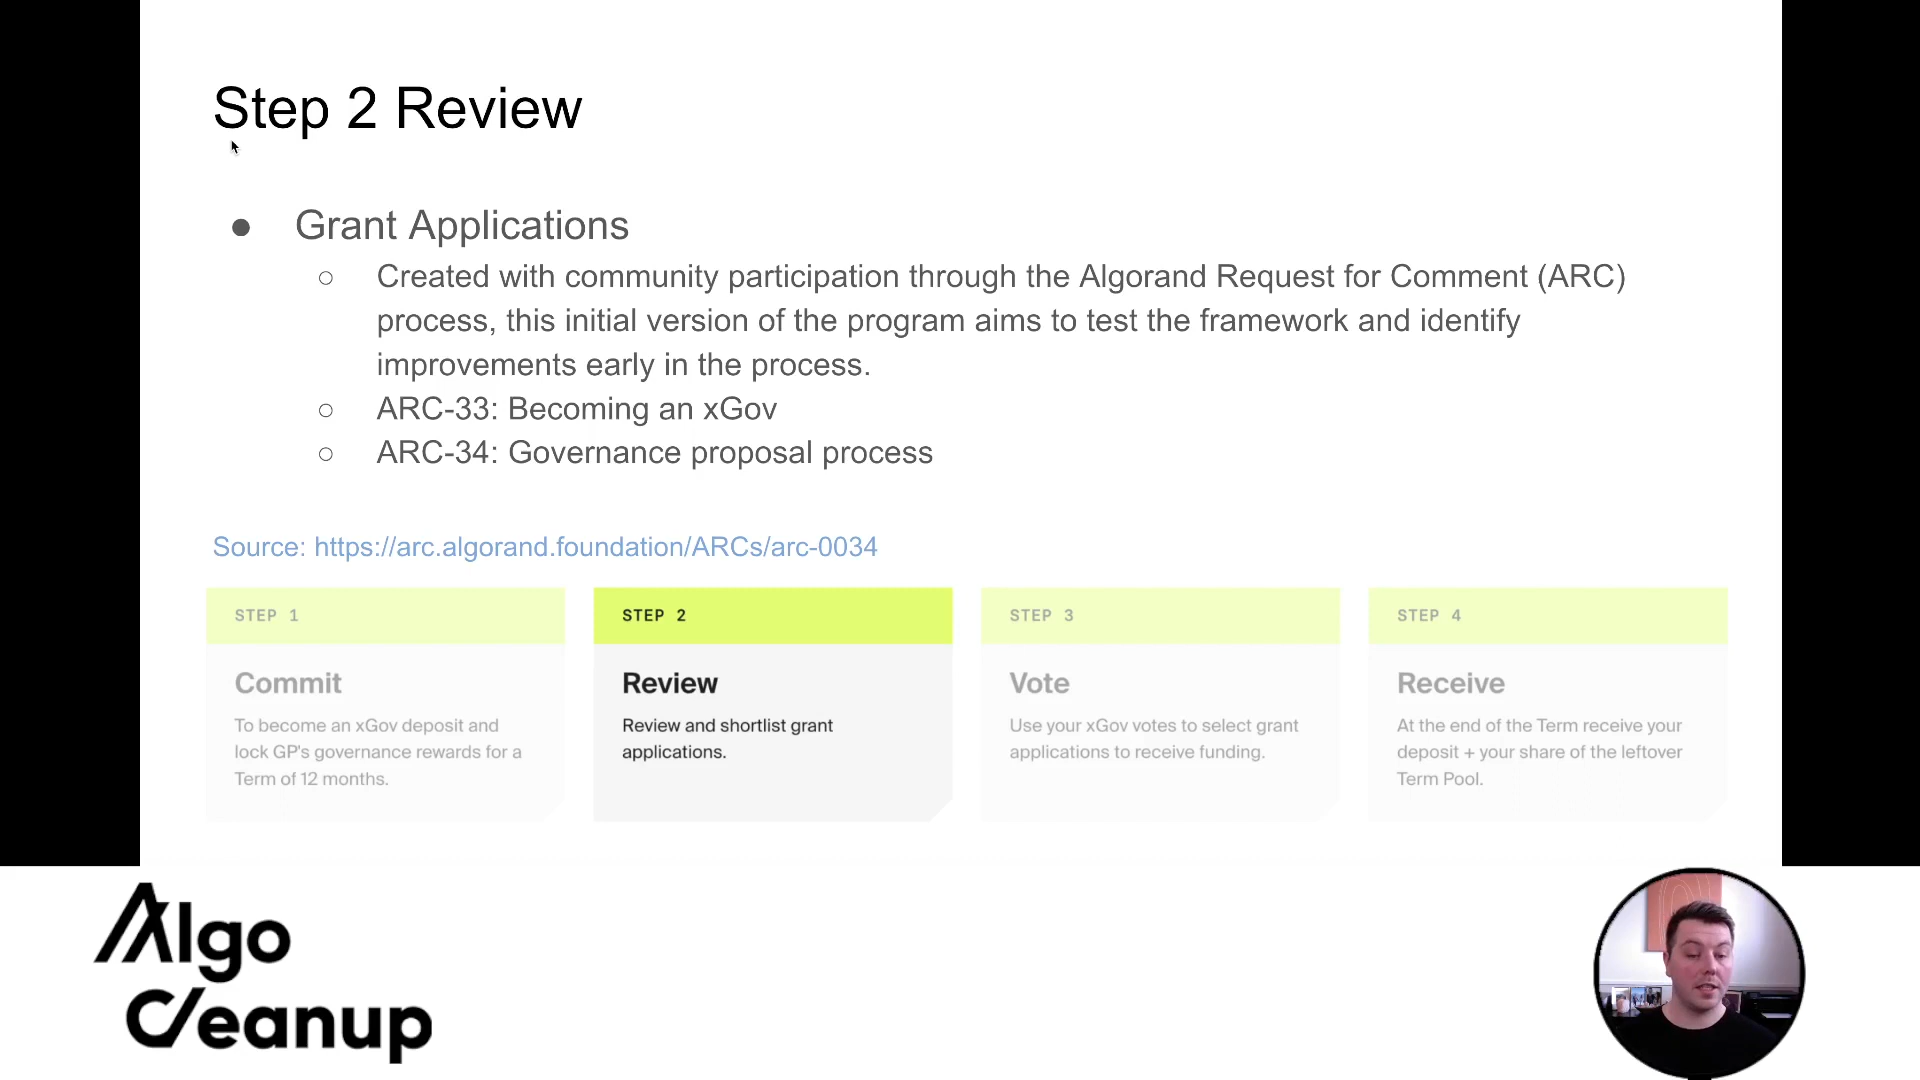 Step 2 Review
● Grant Applications
○ Created with community participation through the Algorand Request for Comment (ARC)
process, this initial version of the program aims to test the framework and identify
improvements early in the process.
○ ARC-33: Becoming an xGov
○ ARC-34: Governance proposal process
Source: https://arc.algorand.foundation/ARCs/arc-0034
STEP 1
Commit
To become an xGov deposit and
lock GP's governance rewards for a
Term of 12 months.
STEP 2
Review
Review and shortlist grant
applications.
STEP 3
Vote
Use your xGov votes to select grant
applications to receive funding.
STEP 4
Receive
At the end of the Term receive your
deposit + your share of the leftover
Term Pool.
Algo
Cleanup